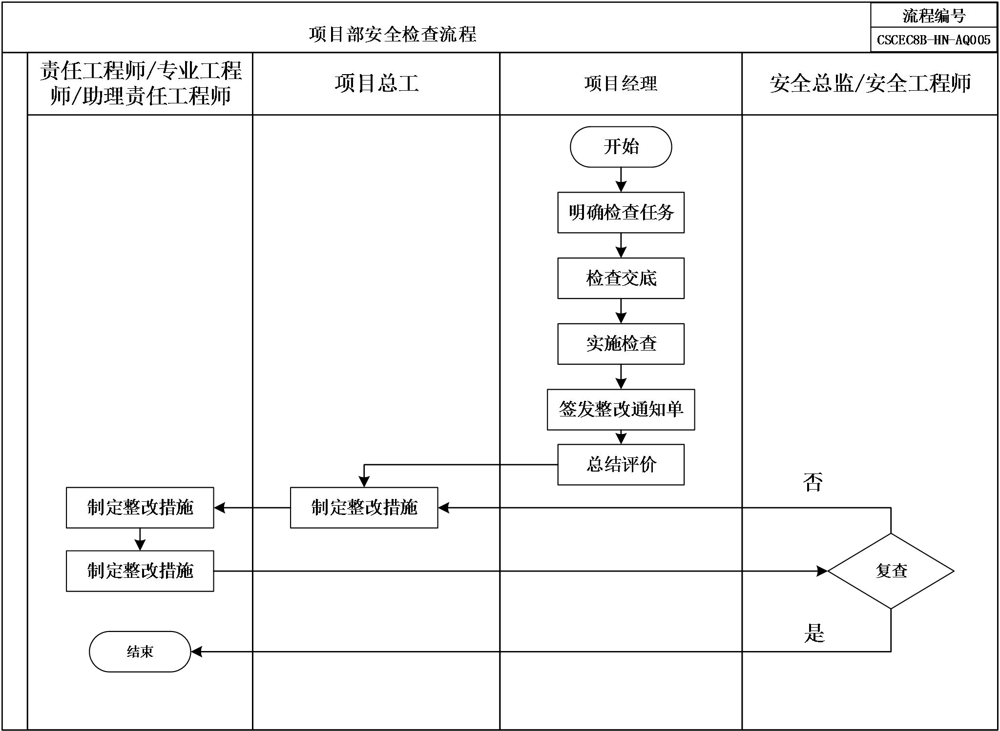 项目部安全检查流程
流程编号
CSCEC8B-HN-AQ005
责任工程师/专业工程
师/助理责任工程师
项目总工
项目经理
安全总监/安全工程师
开始
明确检查任务
检查交底
实施检查
签发整改通知单
总结评价
否
制定整改措施
制定整改措施
制定整改措施
复查
是
结束